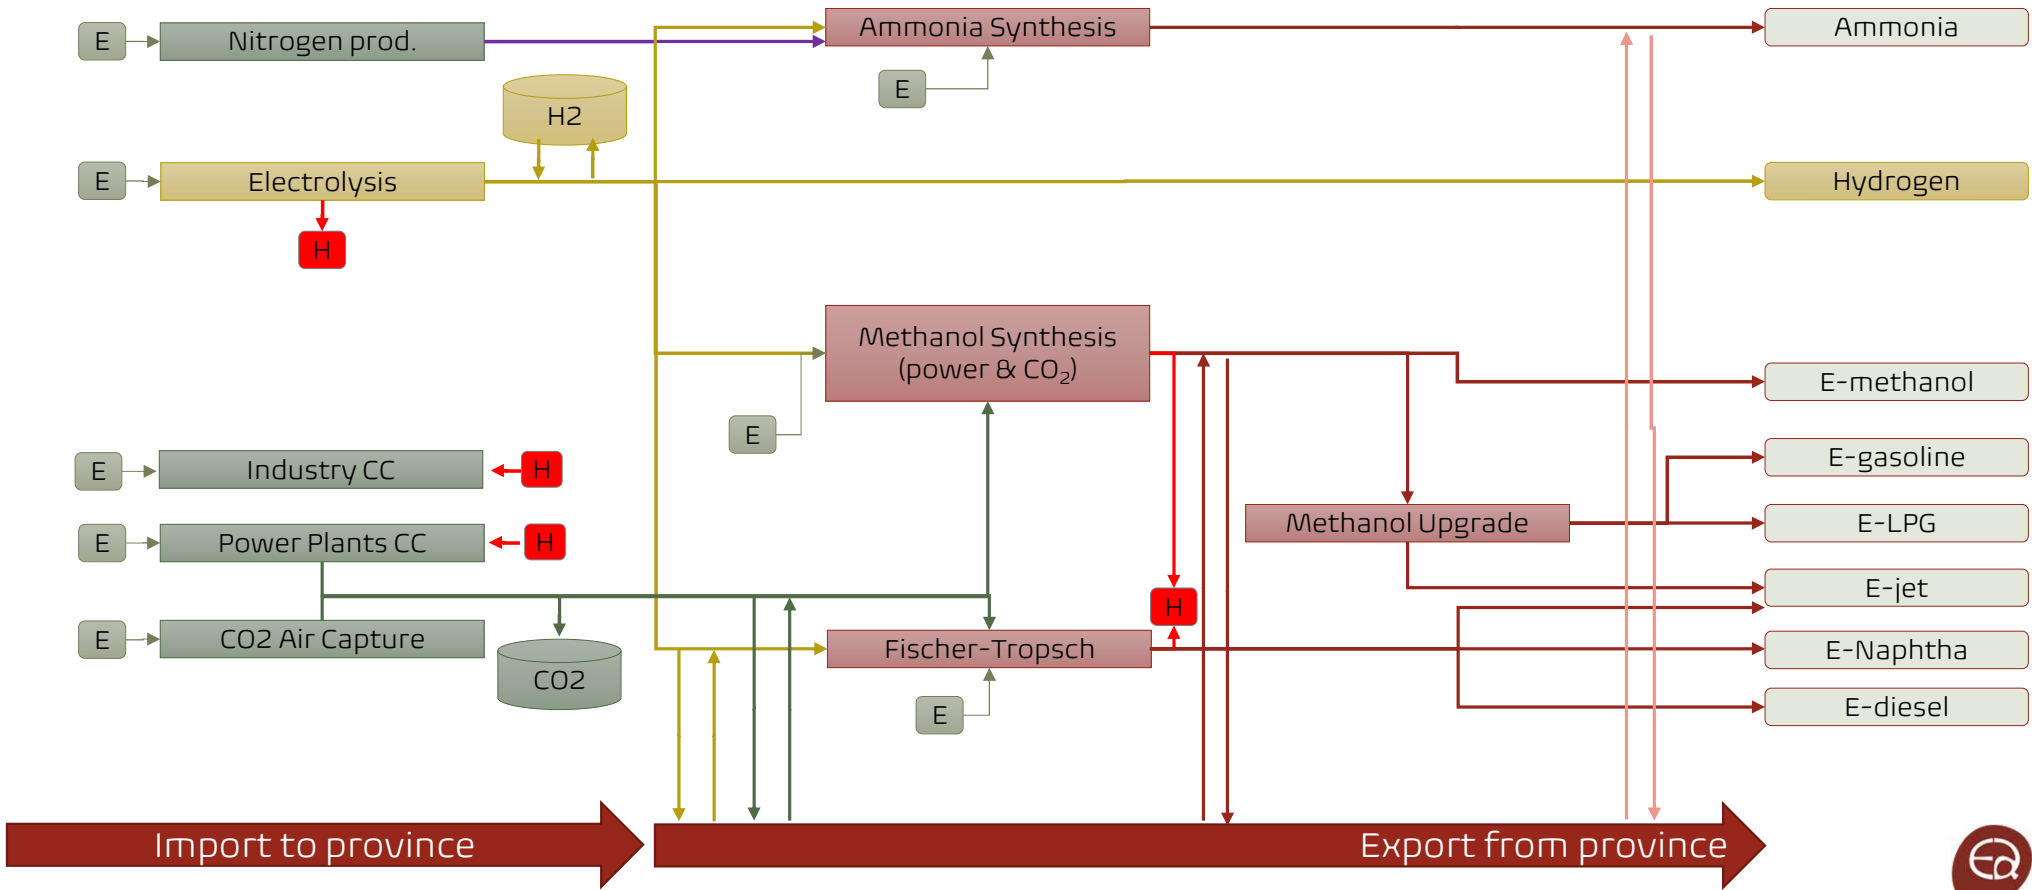 E
Nitrogen prod.
Ammonia Synthesis
Ammonia
E
H2
E
Electrolysis
Hydrogen
H
Methanol Synthesis
(power & CO₂)
E-methanol
E
E-gasoline
E
Industry CC
H
Methanol Upgrade
E-LPG
E
Power Plants CC
H
E-jet
H
E
CO2 Air Capture
Fischer-Tropsch
E-Naphtha
CO2
E
E-diesel
Import to province
Export from province